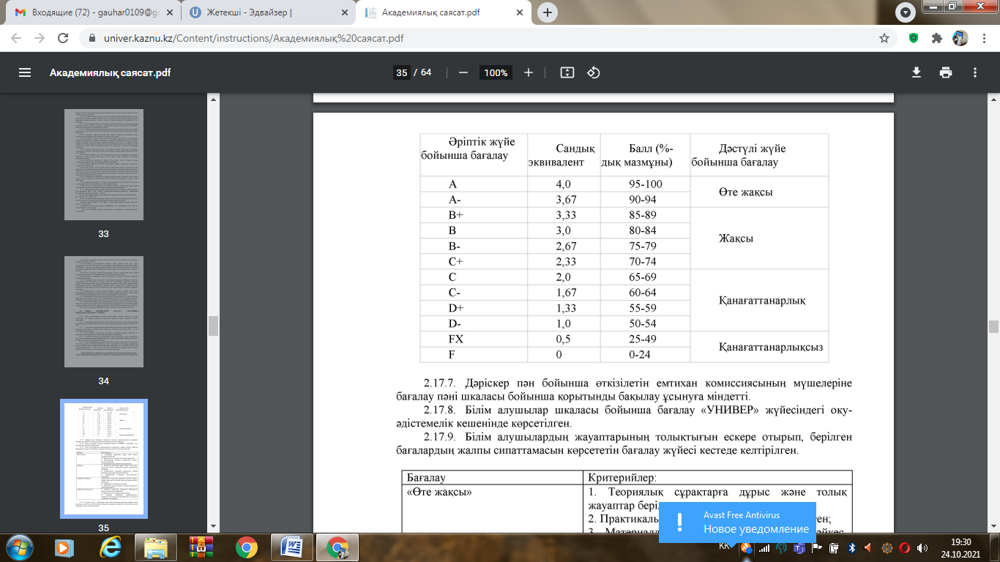 Входящие (72) - gauhar0109@g
Жетекші - Эдвайзер |
Академиялық саясат.pdf
univer.kaznu.kz/Content/instructions/Академиялық%20саясат.pdf
Академиялық саясат.pdf
35 / 64
100%
33
34
35
Әріптік жүйе бойынша бағалау
Сандық эквивалент
Балл (%-дық мазмұны)
Дәстүлі жүйе бойынша бағалау
A 4,0 95-100 Өте жақсы
A- 3,67 90-94
B+ 3,33 85-89 Жақсы
B 3,0 80-84
B- 2,67 75-79
C+ 2,33 70-74
C 2,0 65-69 Қанағаттанарлық
C- 1,67 60-64
D+ 1,33 55-59
D- 1,0 50-54
FX 0,5 25-49 Қанағаттанарлықсыз
F 0 0-24
2.17.7. Дәріскер пән бойынша өткізілетін емтихан комиссиясының мүшелеріне
бағалау пәні шкаласы бойынша қорытынды бақылау ұсынуға міндетті.
2.17.8. Білім алушылар шкаласы бойынша бағалау «УНИВЕР» жүйесіндегі оқу-
әдістемелік кешенінде көрсетілген.
2.17.9. Білім алушылардың жауаптарының толықтығын ескере отырып, берілген
бағалардың жалпы сипаттамасын көрсететін бағалау жүйесі кестеде келтірілген.
Бағалау Критерийлер:
«Өте жақсы» 1. Теориялық сұрақтарға дұрыс және толық
жауаптар
2. Практикалы
3.
Avast Free Antivirus
Новое уведомление
KK
19:30
24.10.2021